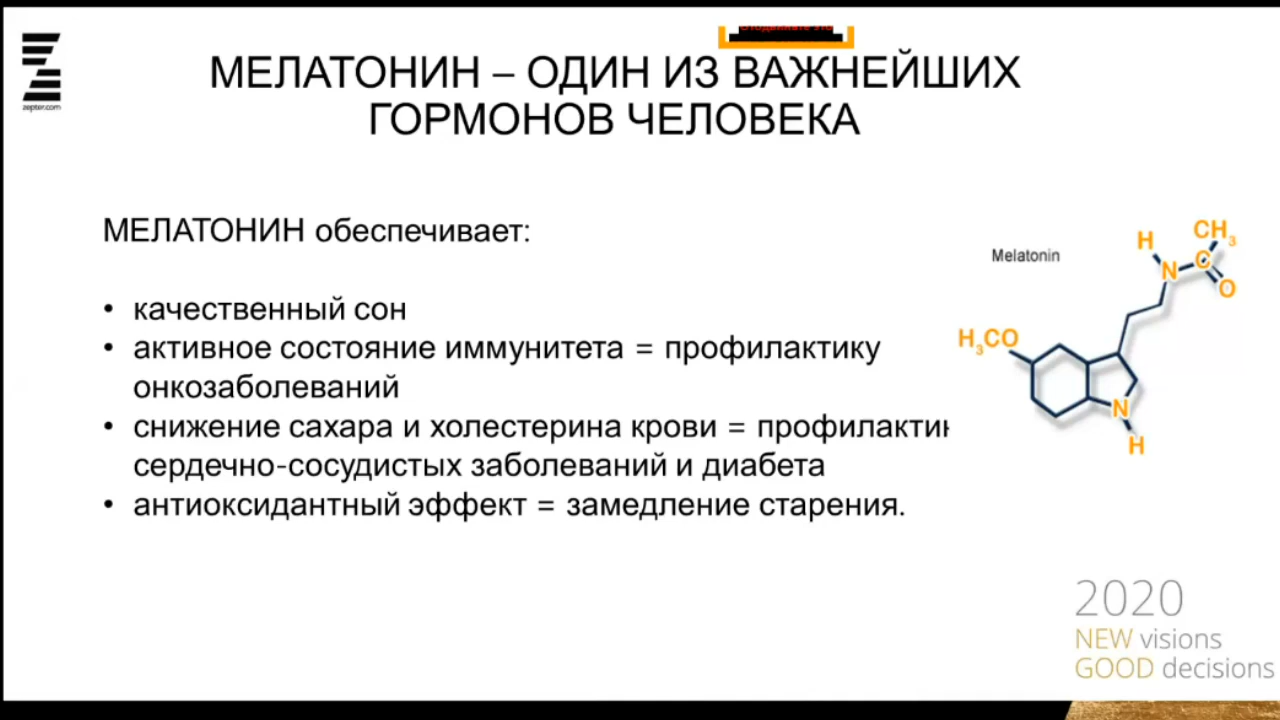 zepter.com
МЕЛАТОНИН – ОДИН ИЗ ВАЖНЕЙШИХ
ГОРМОНОВ ЧЕЛОВЕКА
МЕЛАТОНИН обеспечивает:
• качественный сон
• активное состояние иммунитета = профилактику
онкозаболеваний
• снижение сахара и холестерина крови = профилактик
сердечно-сосудистых заболеваний и диабета
• антиоксидантный эффект = замедление старения.
Melatonin
H
CH3
N
C
O
H3CO
N
H
2020
NEW visions
GOOD decisions